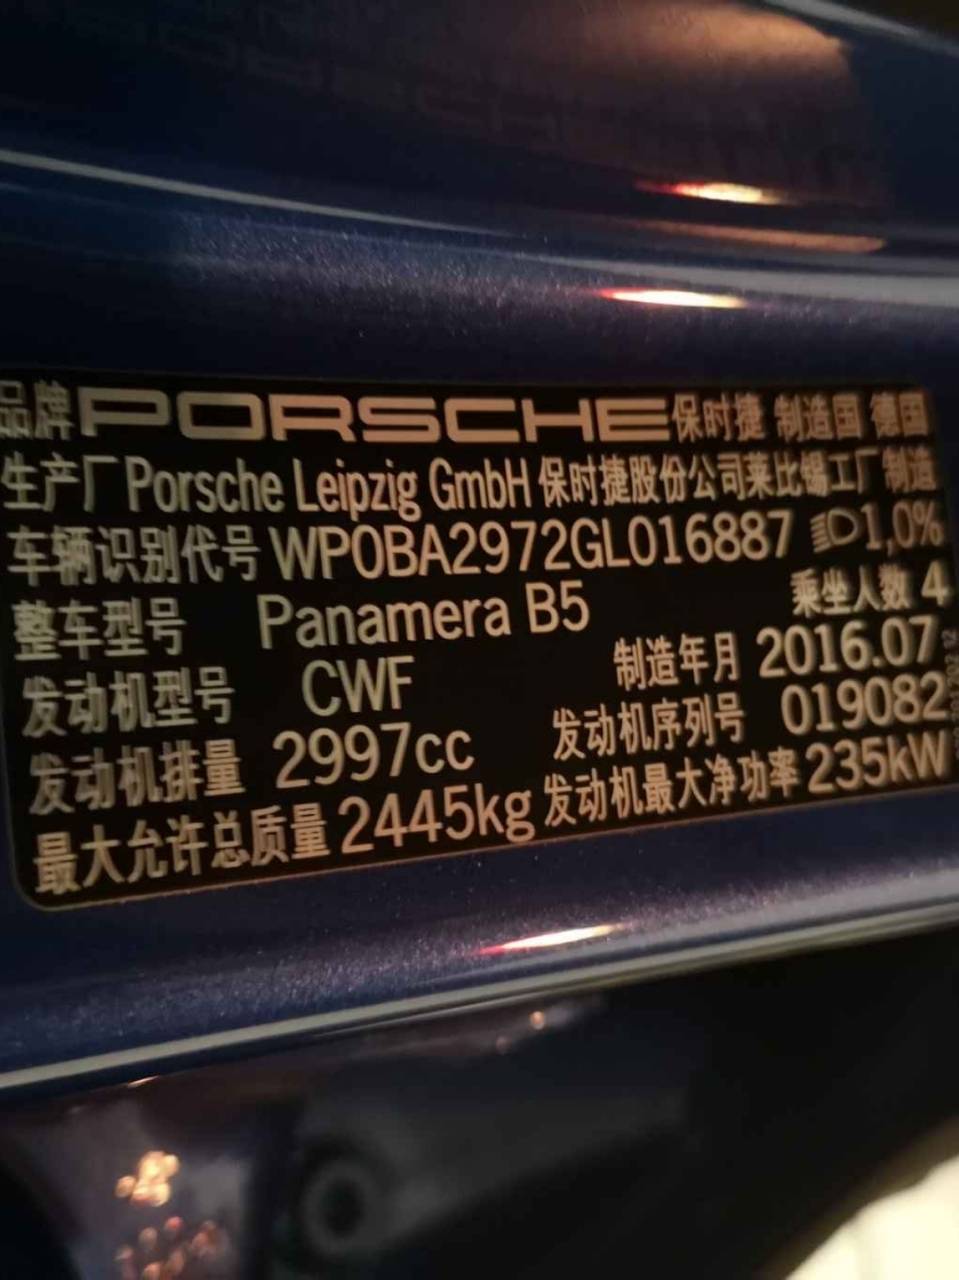 品牌 PORSCHE 保时捷 制造国 德国
生产厂 Porsche Leipzig GmbH 保时捷股份公司莱比锡工厂制造
车辆识别代号 WP0BA2972GL016887 1,0%
整车型号 Panamera B5 乘坐人数 4
发动机型号 CWF 制造年月 2016.07
发动机排量 2997cc 发动机序列号 019082
最大允许总质量 2445kg 发动机最大净功率 235kW